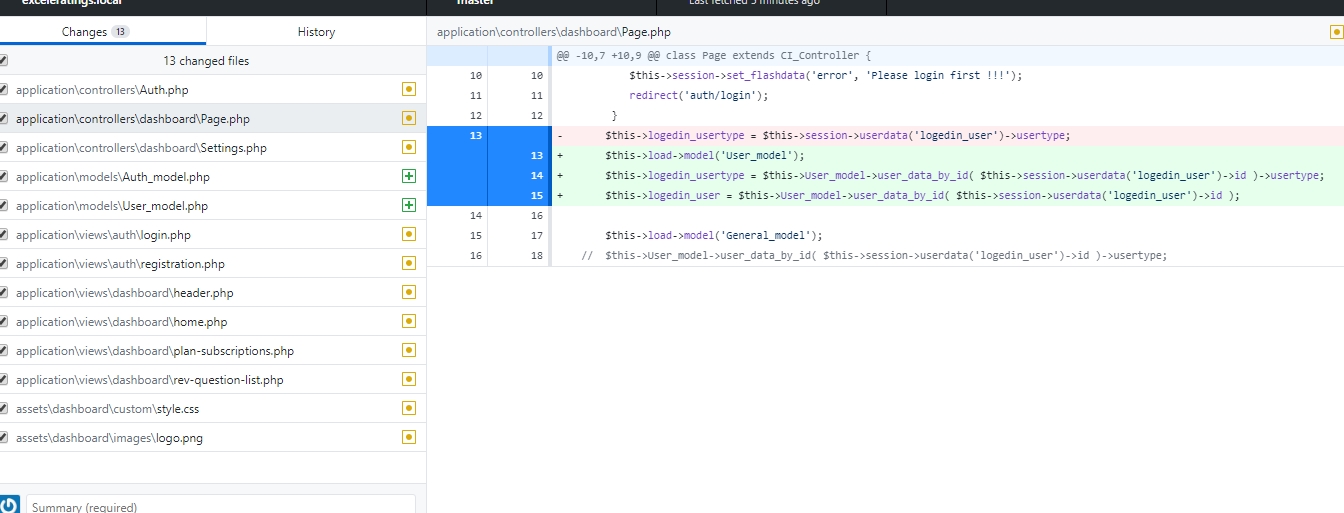 exceleratings.local
master
Last fetched 5 minutes ago
Changes 13
History
13 changed files
application\controllers\Auth.php
application\controllers\dashboard\Page.php
application\controllers\dashboard\Settings.php
application\models\Auth_model.php
application\models\User_model.php
application\views\auth\login.php
application\views\auth\registration.php
application\views\dashboard\header.php
application\views\dashboard\home.php
application\views\dashboard\plan-subscriptions.php
application\views\dashboard\rev-question-list.php
assets\dashboard\custom\style.css
assets\dashboard\images\logo.png
Summary (required)
application\controllers\dashboard\Page.php
@@ -10,7 +10,9 @@ class Page extends CI_Controller {
10 10 $this->session->set_flashdata('error', 'Please login first !!!');
11 11 redirect('auth/login');
12 12 }
13 - $this->logedin_usertype = $this->session->userdata('logedin_user')->usertype;
13 + $this->load->model('User_model');
14 + $this->logedin_usertype = $this->User_model->user_data_by_id( $this->session->userdata('logedin_user')->id )->usertype;
15 + $this->logedin_user = $this->User_model->user_data_by_id( $this->session->userdata('logedin_user')->id );
14 16
15 17 $this->load->model('General_model');
16 18 // $this->User_model->user_data_by_id( $this->session->userdata('logedin_user')->id )->usertype;